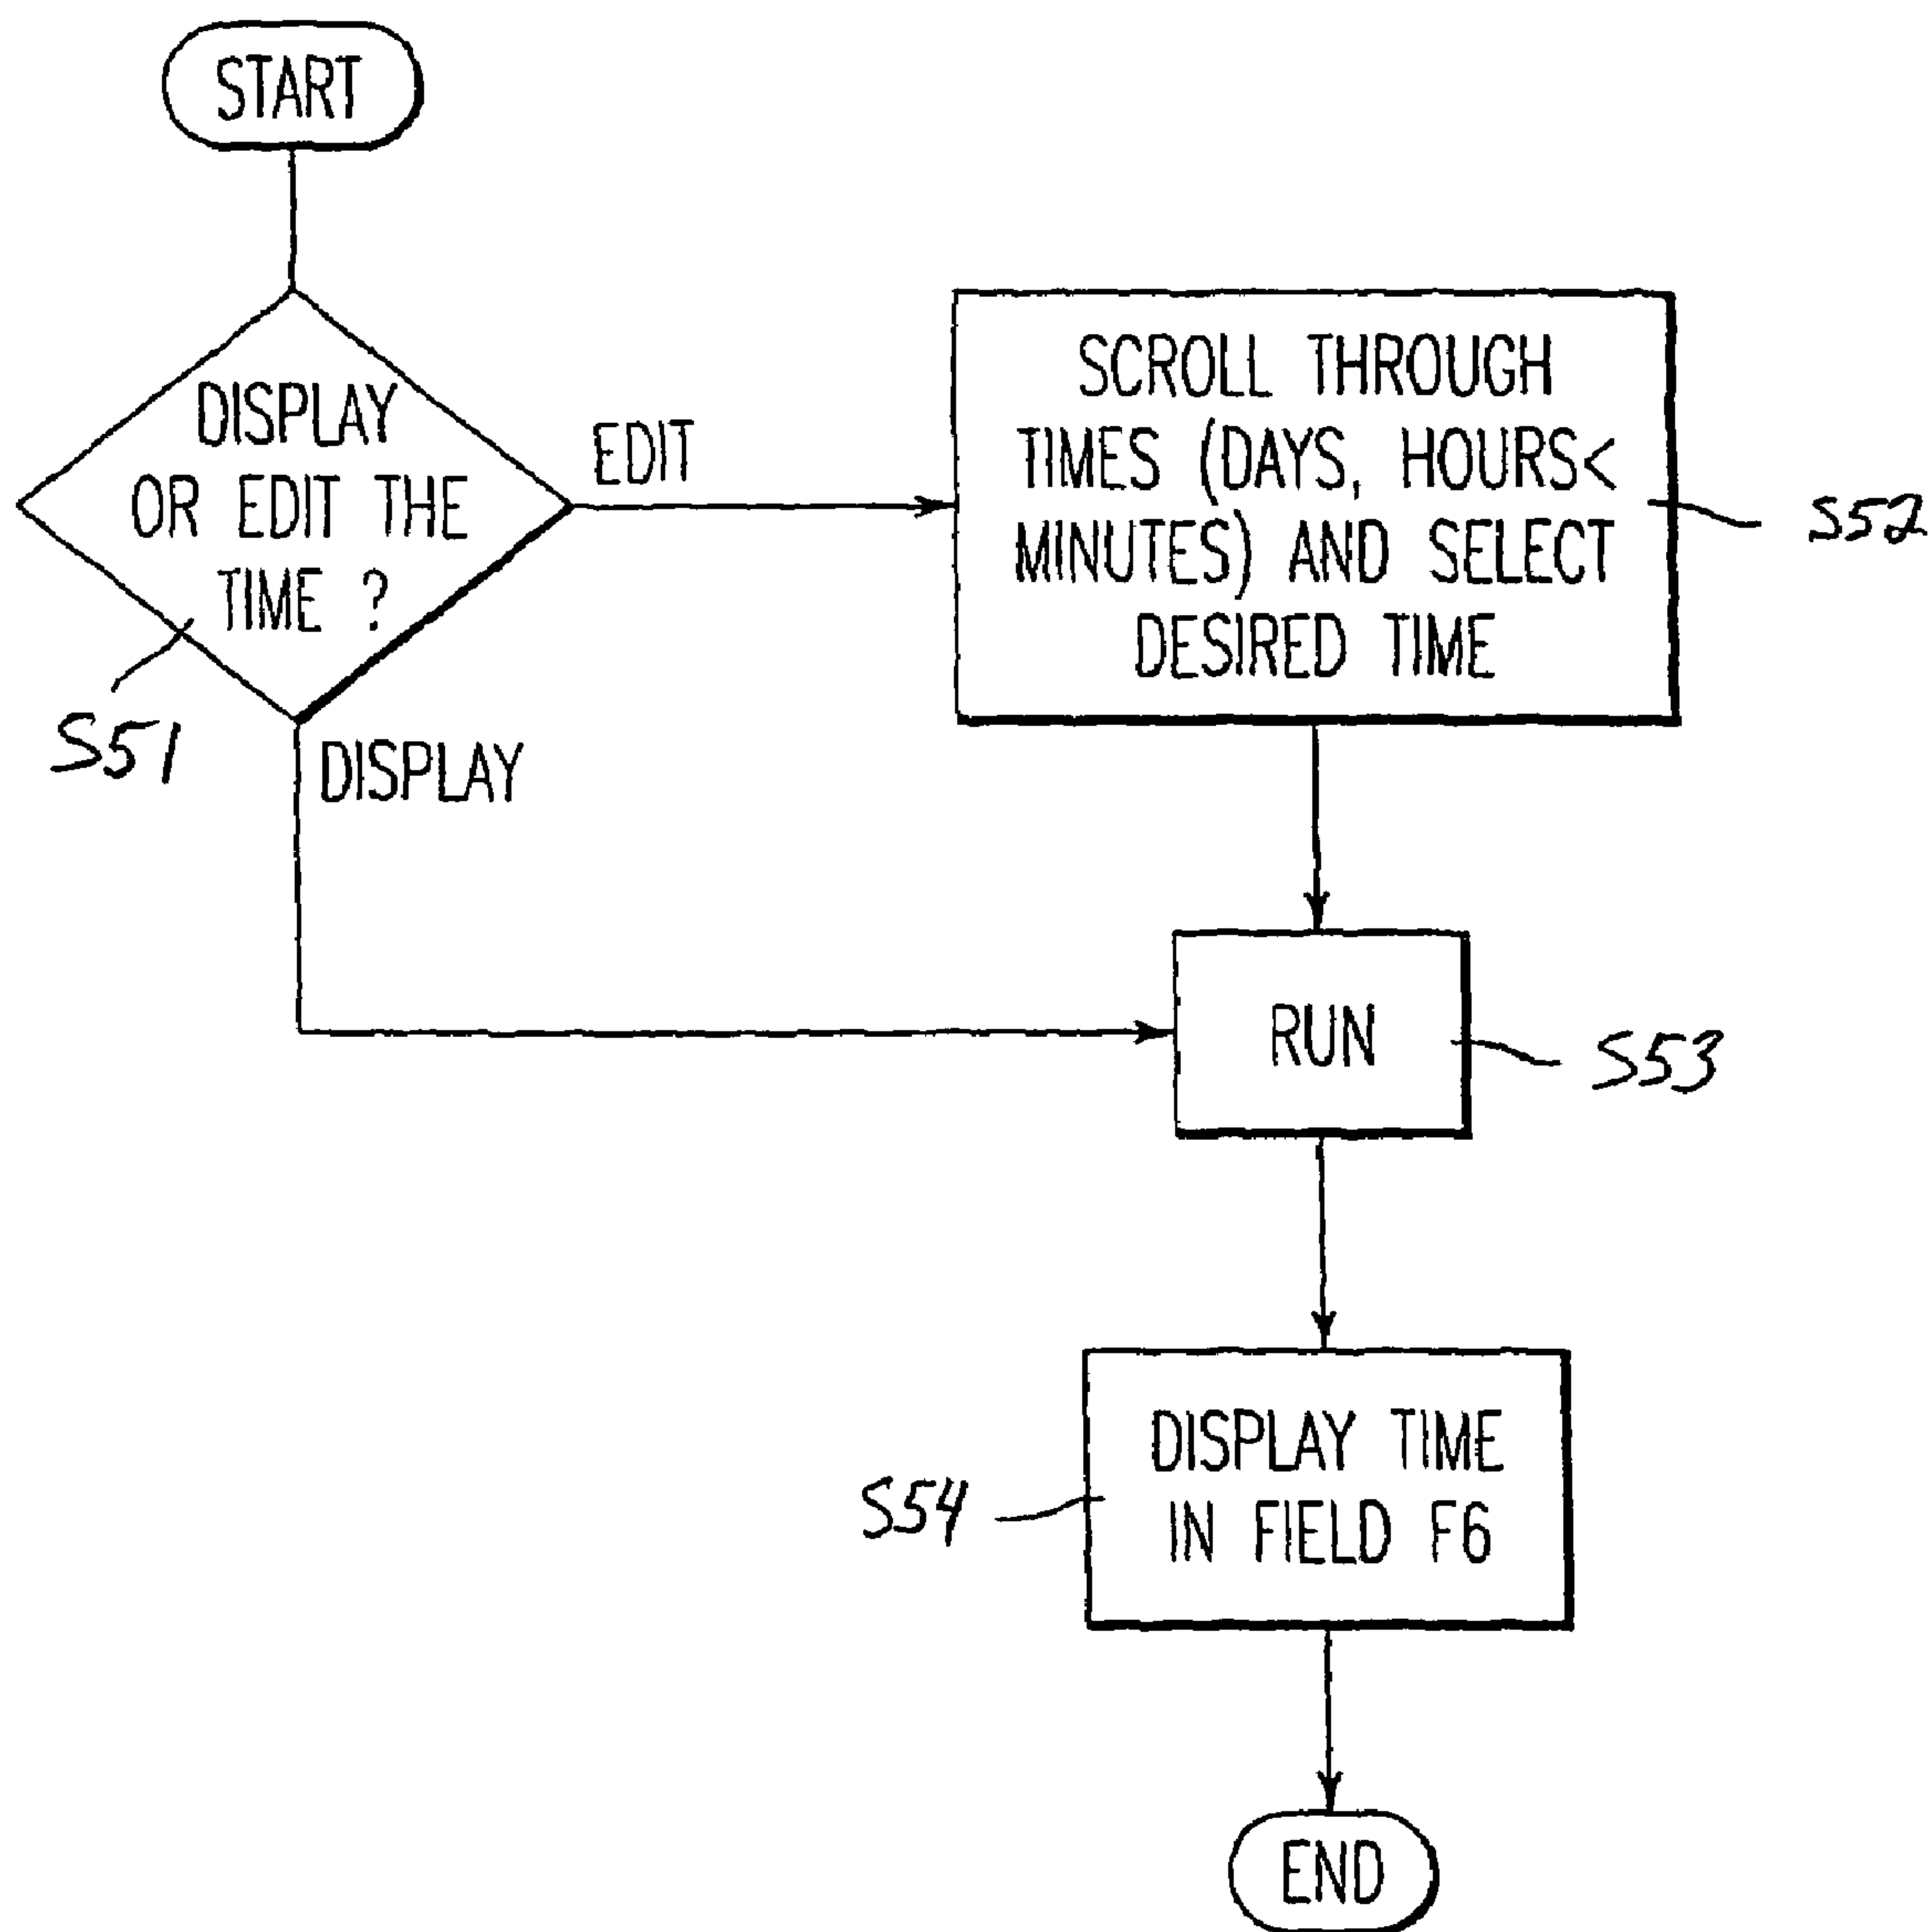 START
DISPLAY
OR EDIT THE
TIME ?
S51
EDIT
SCROLL THROUGH
TIMES (DAYS, HOURS<
MINUTES) AND SELECT
DESIRED TIME
S52
DISPLAY
RUN
S53
DISPLAY TIME
IN FIELD F6
S54
END